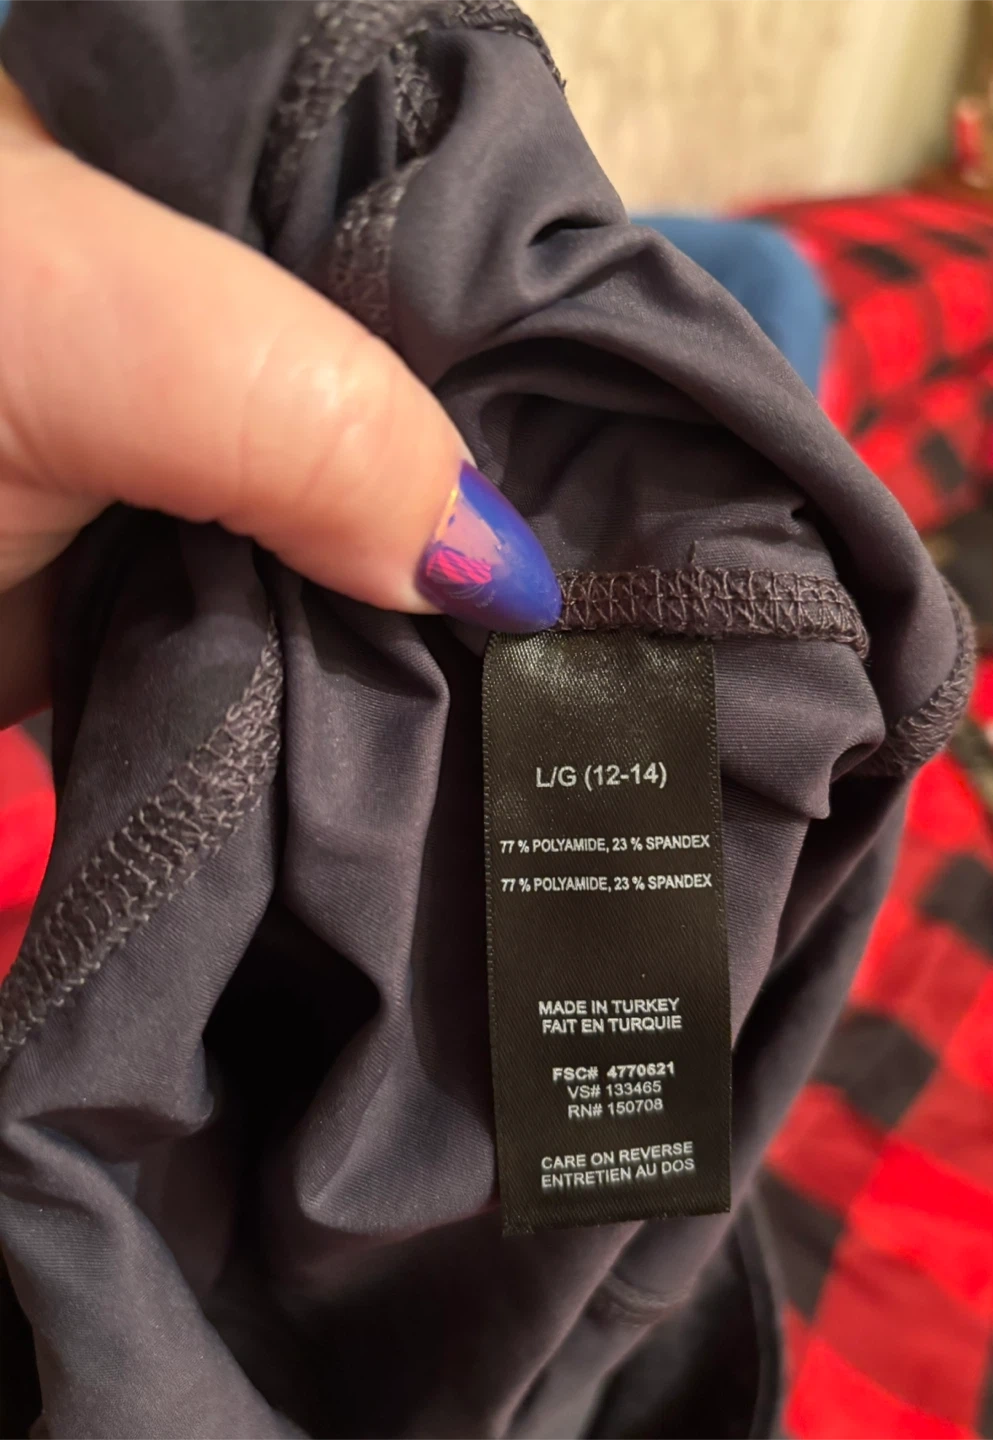 L/G (12-14)
77 % POLYAMIDE, 23 % SPANDEX
77 % POLYAMIDE, 23 % SPANDEX
MADE IN TURKEY
FAIT EN TURQUIE
FSC# 4770621
VS# 133465
RN# 150708
CARE ON REVERSE
ENTRETIEN AU DOS